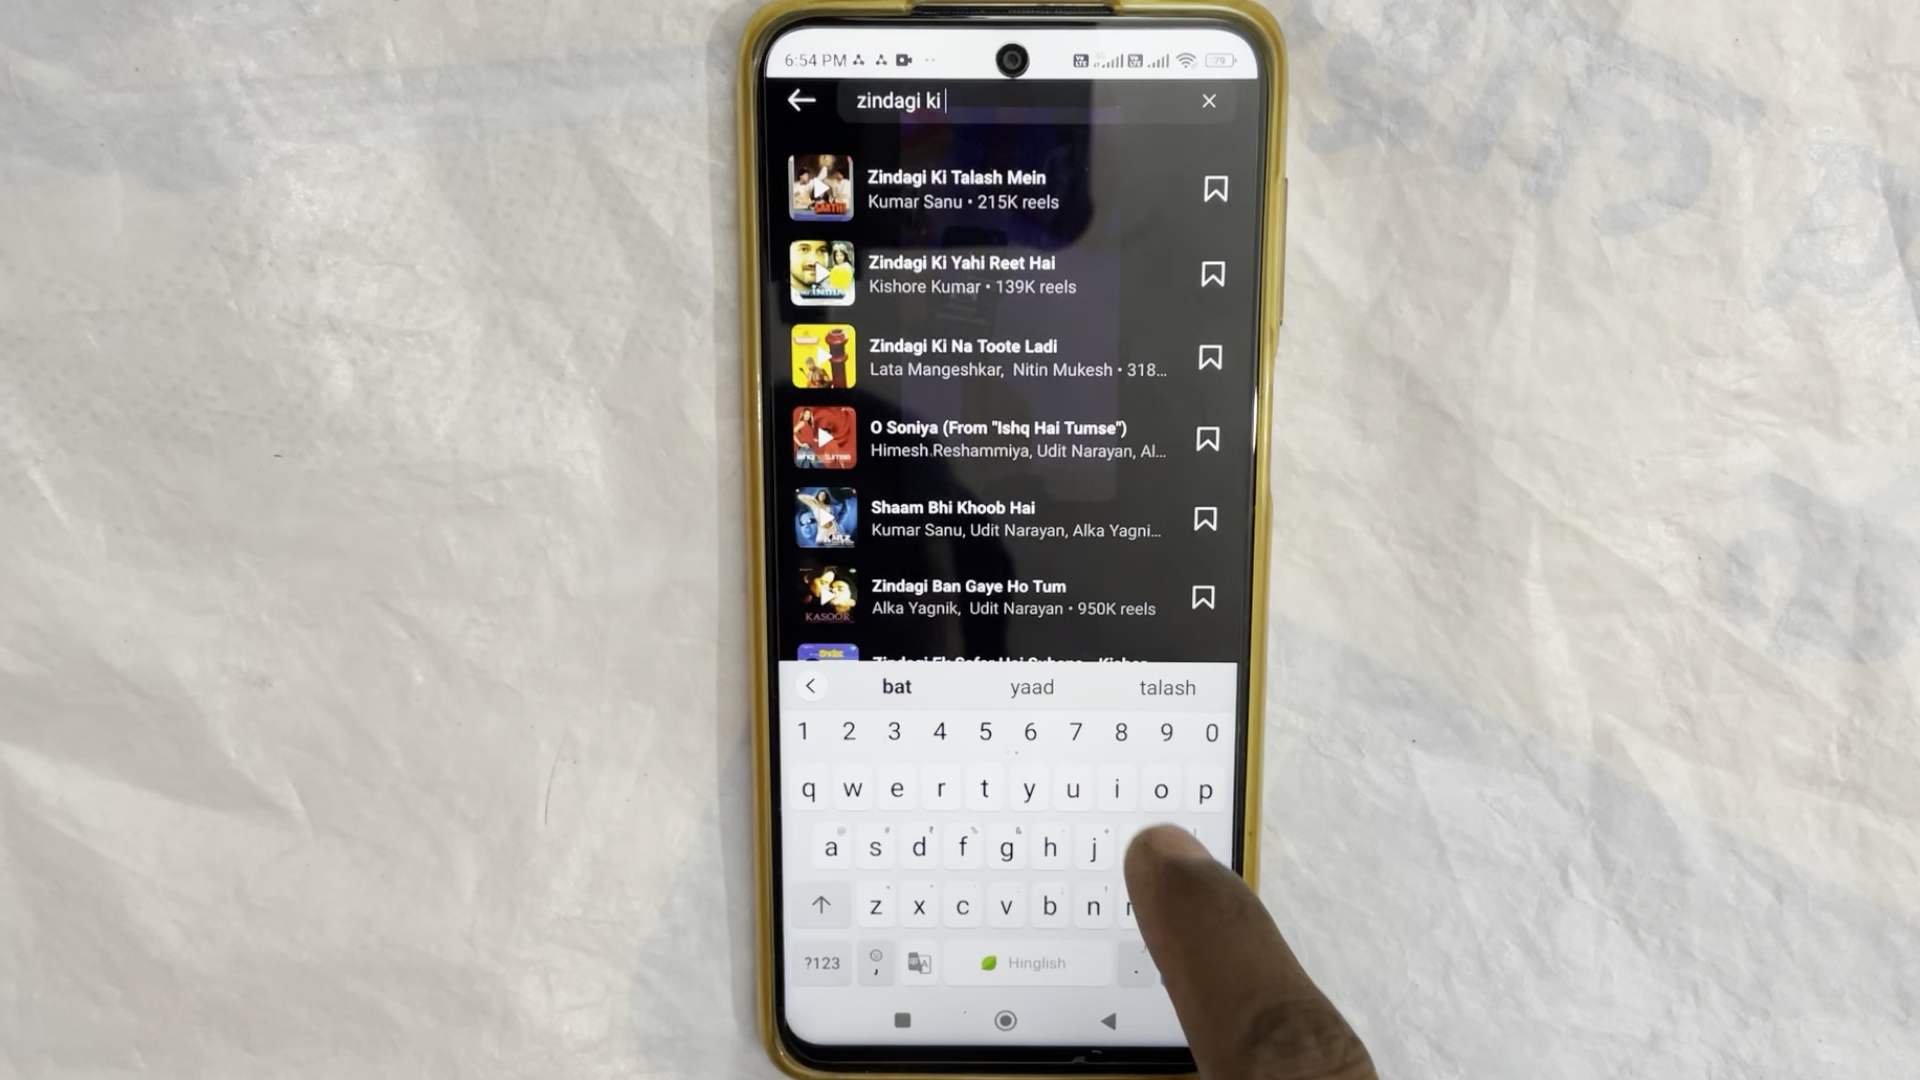 6:54 PM
79
zindagi ki
Zindagi Ki Talash Mein
Kumar Sanu • 215K reels
Zindagi Ki Yahi Reet Hai
Kishore Kumar • 139K reels
Zindagi Ki Na Toote Ladi
Lata Mangeshkar, Nitin Mukesh • 318...
O Soniya (From "Ishq Hai Tumse")
Himesh Reshammiya, Udit Narayan, Al...
Shaam Bhi Khoob Hai
Kumar Sanu, Udit Narayan, Alka Yagni...
Zindagi Ban Gaye Ho Tum
Alka Yagnik, Udit Narayan • 950K reels
KASOOR
bat yaad talash
1 2 3 4 5 6 7 8 9 0
q w e r t y u i o p
a s d f g h j
z x c v b n
?123 , Hinglish .